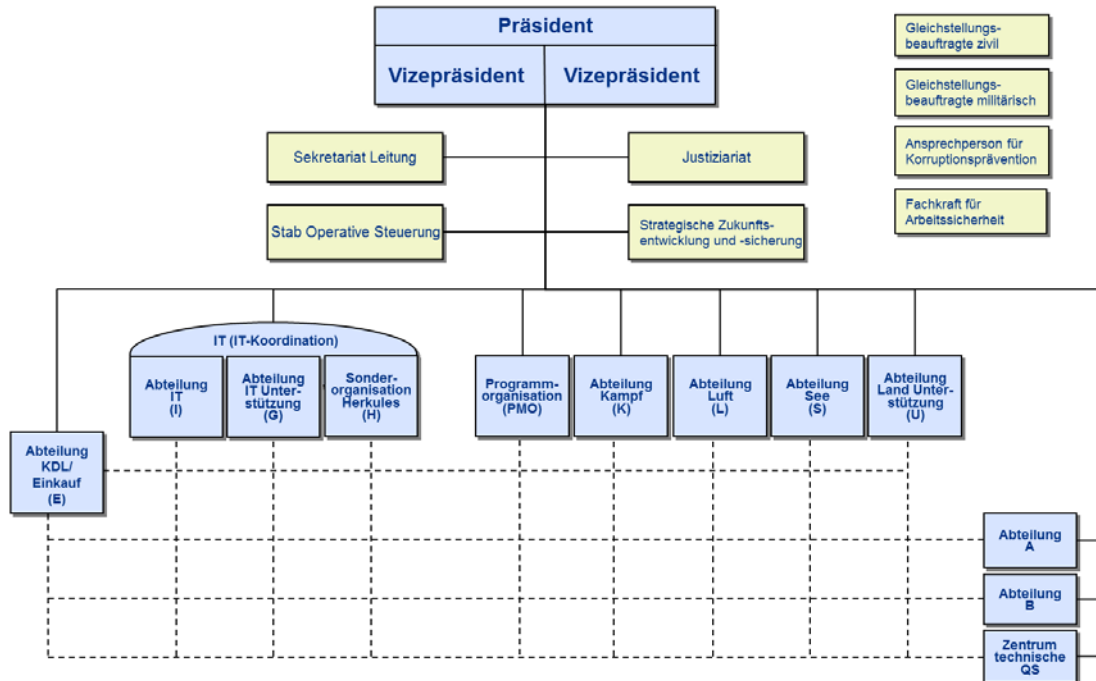 Präsident
Vizepräsident
Vizepräsident
Gleichstellungs-
beauftragte zivil
Gleichstellungs-
beauftragte militärisch
Ansprechperson für
Korruptionsprävention
Fachkraft für
Arbeitssicherheit
Sekretariat Leitung
Justiziariat
Stab Operative Steuerung
Strategische Zukunfts-
entwicklung und -sicherung
IT (IT-Koordination)
Abteilung
IT
(I)
Abteilung
IT Unter-
stützung
(G)
Sonder-
organisation
Herkules
(H)
Programm-
organisation
(PMO)
Abteilung
Kampf
(K)
Abteilung
Luft
(L)
Abteilung
See
(S)
Abteilung
Land Unter-
stützung
(U)
Abteilung
KDL/
Einkauf
(E)
Abteilung
A
Abteilung
B
Zentrum
technische
QS